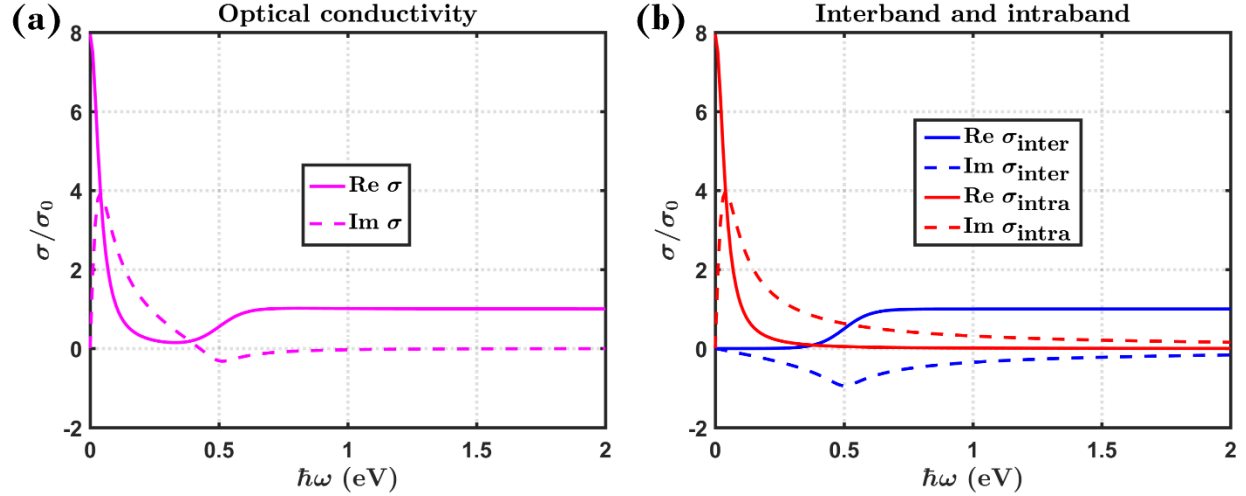 (a)
Optical conductivity
σ/σ0
8
6
4
2
0
-2
Re σ
Im σ
0
0.5
1
1.5
2
ħω (eV)
(b)
Interband and intraband
8
6
4
2
0
-2
Re σinter
Im σinter
Re σintra
Im σintra
0
0.5
1
1.5
2
ħω (eV)